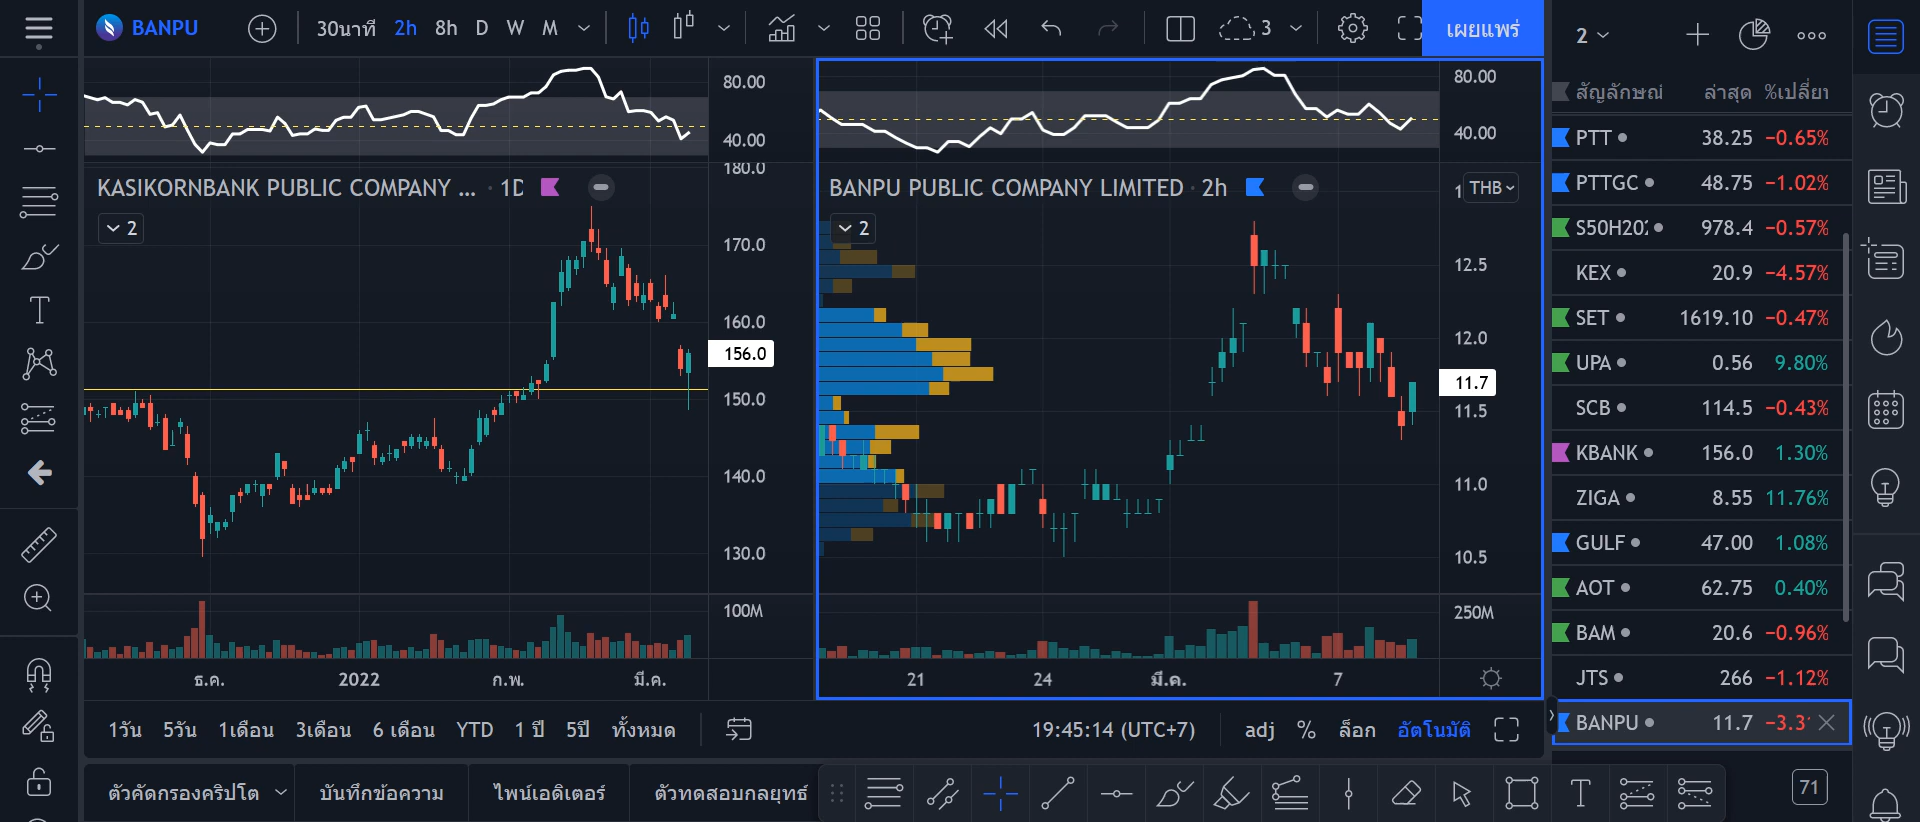 BANPU
30นาที 2h 8h D W M
3
เผยแพร่
2
สัญลักษณ์ ล่าสุด %เปลี่ยน
80.00
40.00
80.00
40.00
KASIKORNBANK PUBLIC COMPANY ... · 1D
2
180.0
170.0
160.0
156.0
150.0
140.0
130.0
100M
ธ.ค. 2022 ก.พ. มี.ค.
BANPU PUBLIC COMPANY LIMITED · 2h
2
THB
12.5
12.0
11.7
11.5
11.0
10.5
250M
21 24 มี.ค. 7
PTT 38.25 −0.65%
PTTGC 48.75 −1.02%
S50H202 978.4 −0.57%
KEX 20.9 −4.57%
SET 1619.10 −0.47%
UPA 0.56 9.80%
SCB 114.5 −0.43%
KBANK 156.0 1.30%
ZIGA 8.55 11.76%
GULF 47.00 1.08%
AOT 62.75 0.40%
BAM 20.6 −0.96%
JTS 266 −1.12%
BANPU 11.7 −3.3
1วัน 5วัน 1เดือน 3เดือน 6 เดือน YTD 1 ปี 5ปี ทั้งหมด
19:45:14 (UTC+7) adj % ล็อก อัตโนมัติ
ตัวคัดกรองคริปโต บันทึกข้อความ ไพน์เอดิเตอร์ ตัวทดสอบกลยุทธ์
71